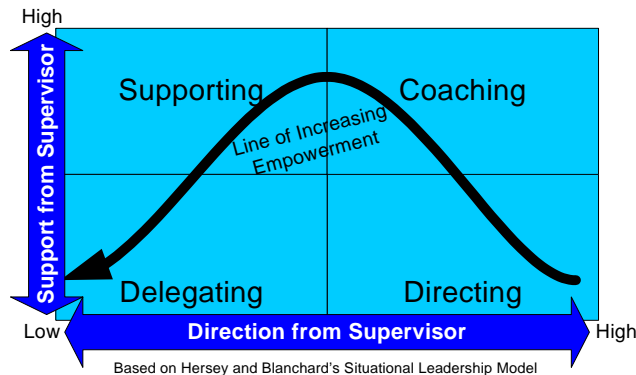 High
Support from Supervisor
Supporting
Coaching
Line of Increasing
Empowerment
Delegating
Directing
Low
Direction from Supervisor
High
Based on Hersey and Blanchard's Situational Leadership Model